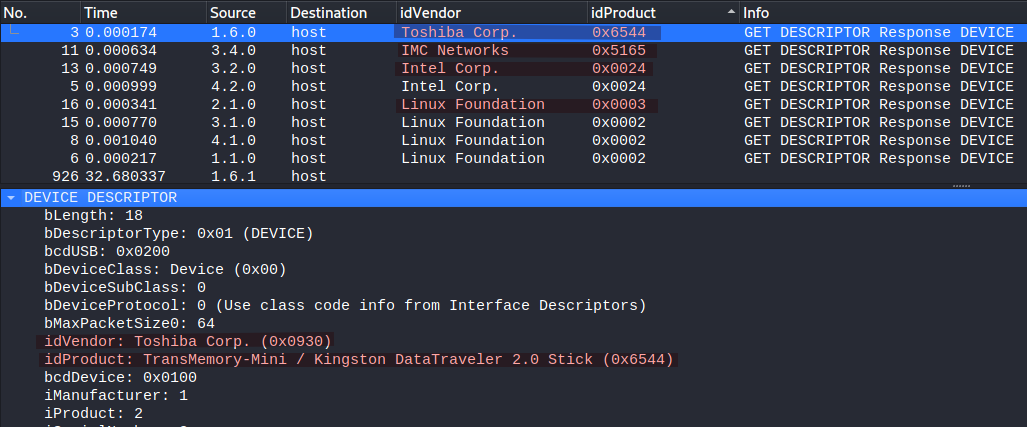 No. Time Source Destination idVendor idProduct Info
3 0.000174 1.6.0 host Toshiba Corp. 0x6544 GET DESCRIPTOR Response DEVICE
11 0.000634 3.4.0 host IMC Networks 0x5165 GET DESCRIPTOR Response DEVICE
13 0.000749 3.2.0 host Intel Corp. 0x0024 GET DESCRIPTOR Response DEVICE
5 0.000999 4.2.0 host Intel Corp. 0x0024 GET DESCRIPTOR Response DEVICE
16 0.000341 2.1.0 host Linux Foundation 0x0003 GET DESCRIPTOR Response DEVICE
15 0.000770 3.1.0 host Linux Foundation 0x0002 GET DESCRIPTOR Response DEVICE
8 0.001040 4.1.0 host Linux Foundation 0x0002 GET DESCRIPTOR Response DEVICE
6 0.000217 1.1.0 host Linux Foundation 0x0002 GET DESCRIPTOR Response DEVICE
926 32.680337 1.6.1 host
DEVICE DESCRIPTOR
bLength: 18
bDescriptorType: 0x01 (DEVICE)
bcdUSB: 0x0200
bDeviceClass: Device (0x00)
bDeviceSubClass: 0
bDeviceProtocol: 0 (Use class code info from Interface Descriptors)
bMaxPacketSize0: 64
idVendor: Toshiba Corp. (0x0930)
idProduct: TransMemory-Mini / Kingston DataTraveler 2.0 Stick (0x6544)
bcdDevice: 0x0100
iManufacturer: 1
iProduct: 2